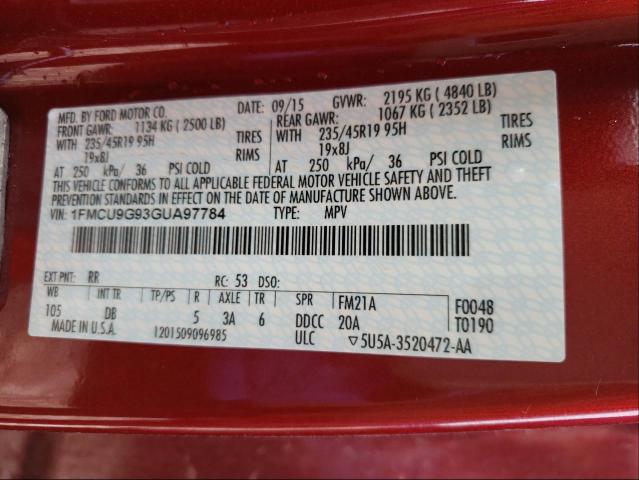 MFD. BY FORD MOTOR CO. DATE: 09/15 GVWR: 2195 KG ( 4840 LB)
FRONT GAWR: 1134 KG ( 2500 LB) REAR GAWR: 1067 KG ( 2352 LB)
WITH 235/45R19 95H TIRES WITH 235/45R19 95H TIRES
19x8J RIMS 19x8J RIMS
AT 250 kPa/ 36 PSI COLD AT 250 kPa/ 36 PSI COLD
THIS VEHICLE CONFORMS TO ALL APPLICABLE FEDERAL MOTOR VEHICLE SAFETY AND THEFT
PREVENTION STANDARDS IN EFFECT ON THE DATE OF MANUFACTURE SHOWN ABOVE.
VIN: 1FMCU9G93GUA97784 TYPE: MPV
EXT PNT: RR RC: 53 DSO:
WB INT TR TP/PS R AXLE TR SPR FM21A F0048
105 DB 5 3A 6 DDCC 20A T0190
MADE IN U.S.A. 1201509096985 ULC ▽5U5A-3520472-AA